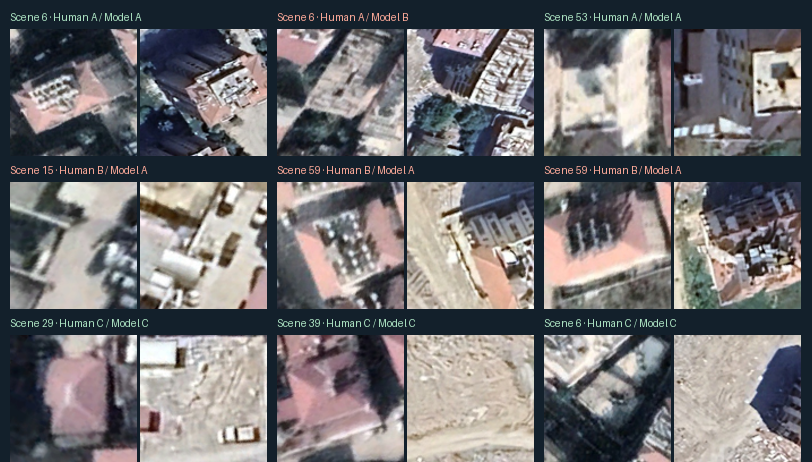 Scene 6 · Human A / Model A
Scene 6 · Human A / Model B
Scene 53 · Human A / Model A
Scene 15 · Human B / Model A
Scene 59 · Human B / Model A
Scene 59 · Human B / Model A
Scene 29 · Human C / Model C
Scene 39 · Human C / Model C
Scene 6 · Human C / Model C